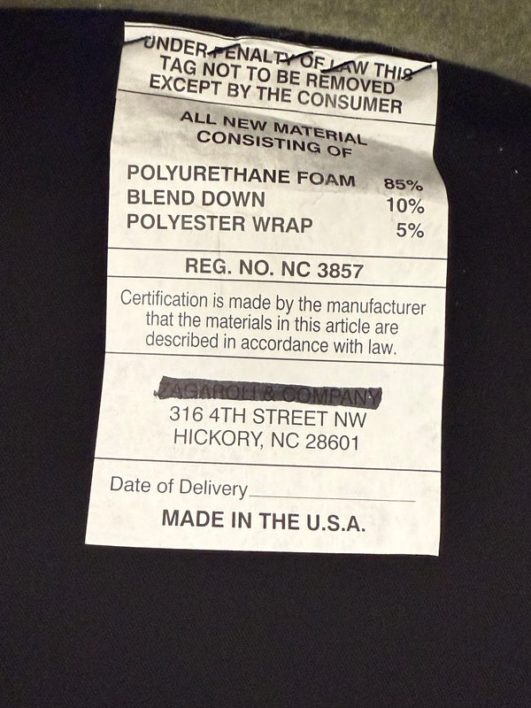 UNDER PENALTY OF LAW THIS
TAG NOT TO BE REMOVED
EXCEPT BY THE CONSUMER
ALL NEW MATERIAL
CONSISTING OF
POLYURETHANE FOAM 85%
BLEND DOWN 10%
POLYESTER WRAP 5%
REG. NO. NC 3857
Certification is made by the manufacturer
that the materials in this article are
described in accordance with law.
ZAGAROLI & COMPANY
316 4TH STREET NW
HICKORY, NC 28601
Date of Delivery
MADE IN THE U.S.A.